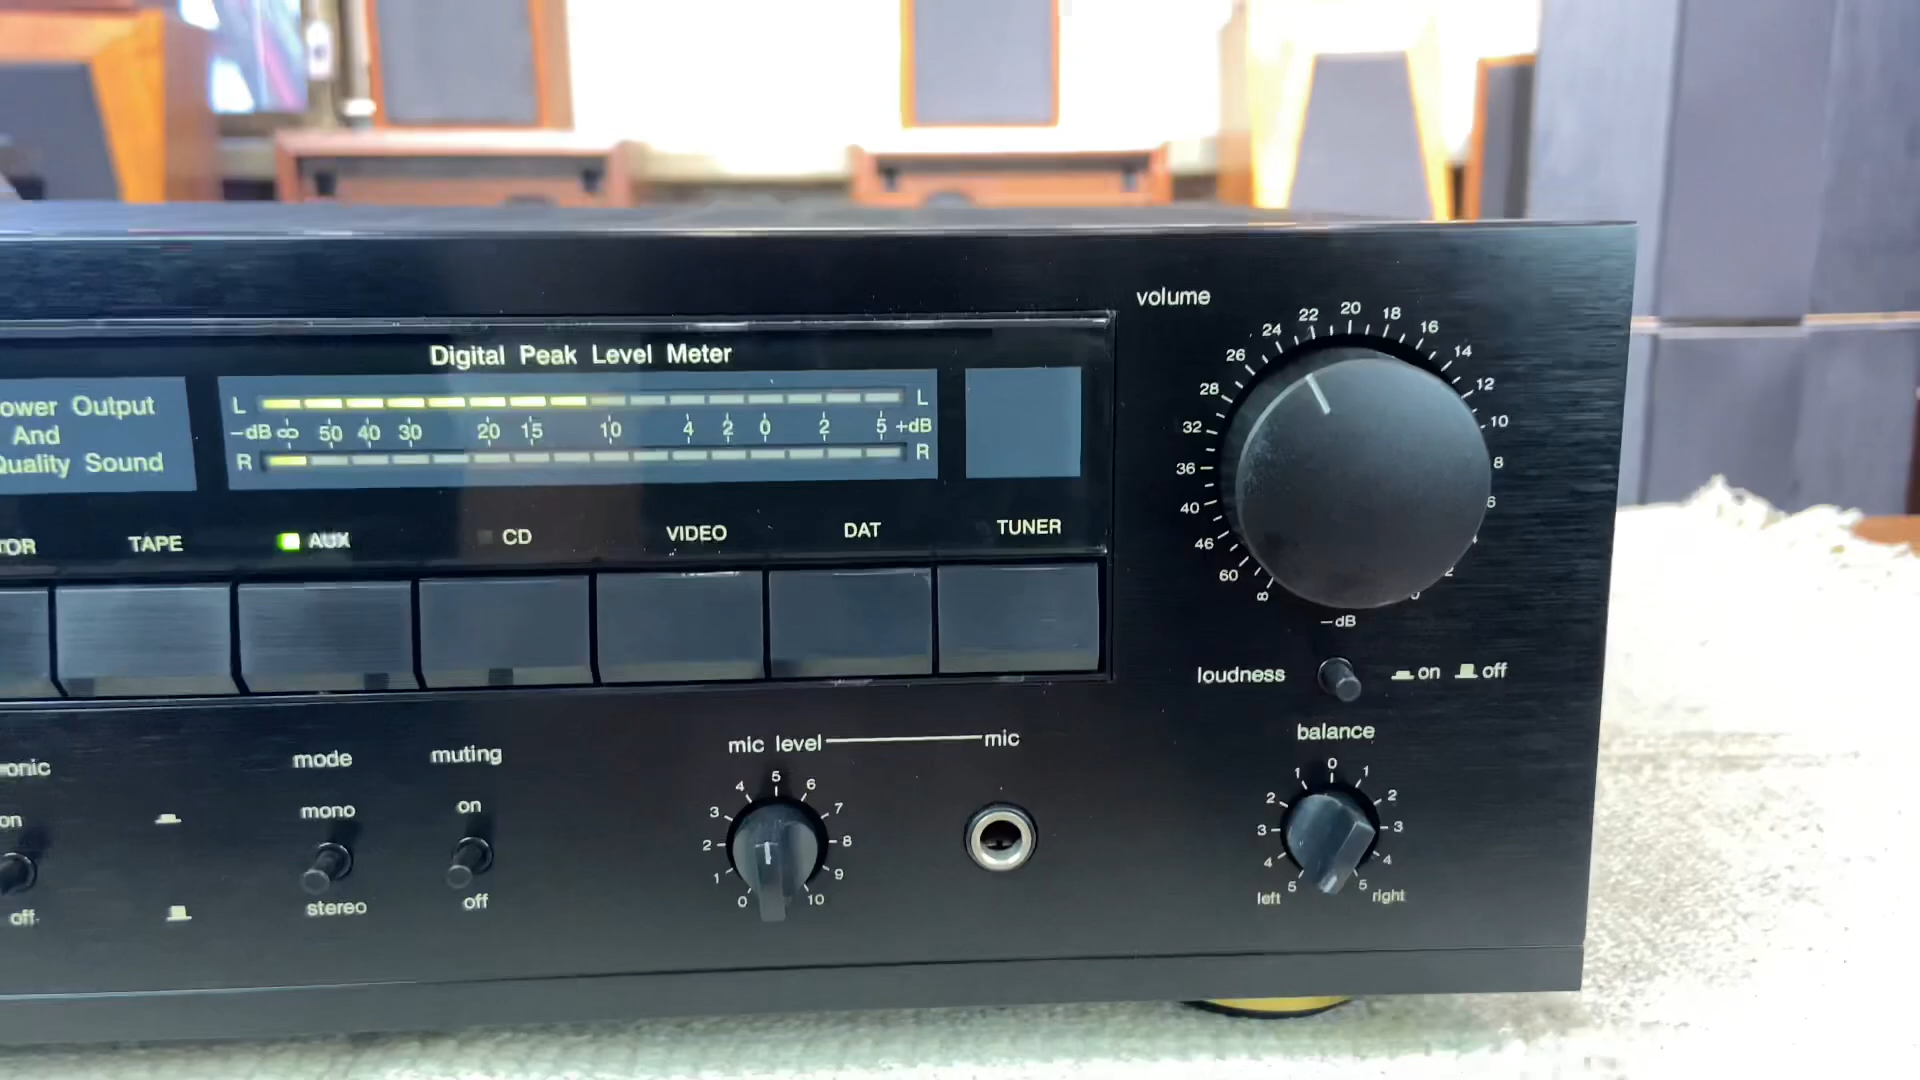 volume
Digital Peak Level Meter
ower Output
And
Quality Sound
L L
-dB ∞ 50 40 30 20 15 10 4 2 0 2 5 +dB
R R
TOR TAPE AUX CD VIDEO DAT TUNER
∞ 60 46 40 36 32 28 26 24 22 20 18 16 14 12 10 8 6 2
-dB
loudness on off
onic mode muting mic level mic
on mono on
off stereo off
0 1 2 3 4 5 6 7 8 9 10
balance
5 4 3 2 1 0 1 2 3 4 5
left right